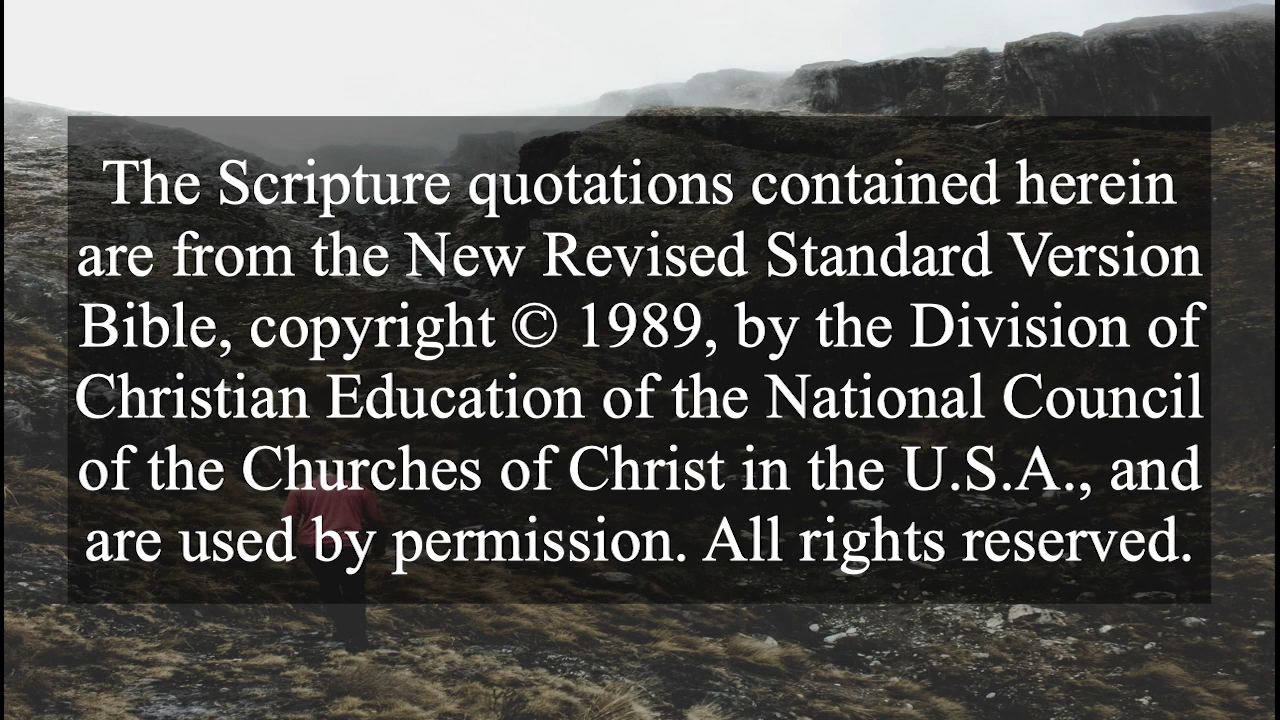 The Scripture quotations contained herein
are from the New Revised Standard Version
Bible, copyright © 1989, by the Division of
Christian Education of the National Council
of the Churches of Christ in the U.S.A., and
are used by permission. All rights reserved.